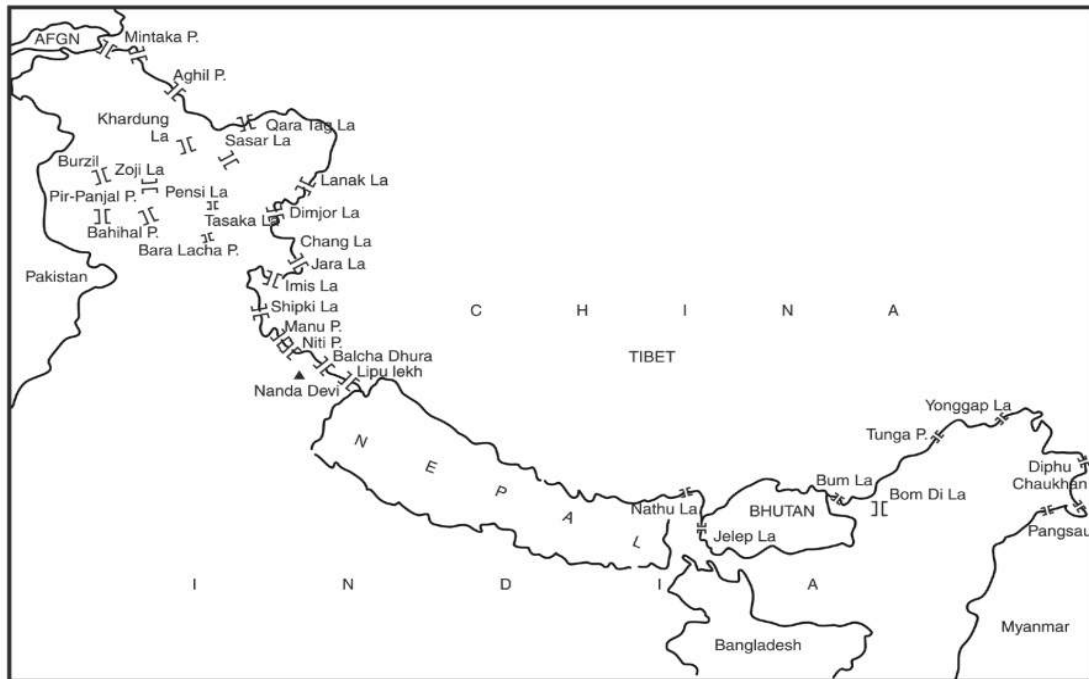 AFGN
Mintaka P.
Aghil P.
Khardung
La
Qara Tag La
Sasar La
Burzil
Zoji La
Pensi La
Lanak La
Pir-Panjal P.
Tasaka La
Dimjor La
Bahihal P.
Bara Lacha P.
Chang La
Jara La
Pakistan
Imis La
Shipki La
C H I N A
Manu P.
Niti P.
Balcha Dhura
TIBET
Lipu lekh
Nanda Devi
Yonggap La
Tunga P.
N E P A L
Diphu
Chaukhan
Bum La
Bom Di La
Nathu La
BHUTAN
Pangsau
Jelep La
I N D I A
Myanmar
Bangladesh